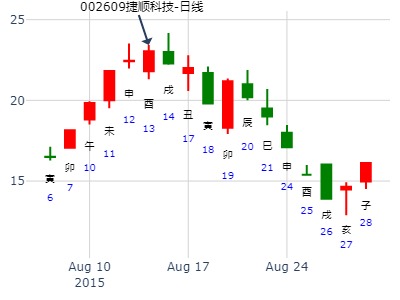 002609捷顺科技-日线
25
20
15
寅
6
卯
7
午
10
未
11
申
12
酉
13
戌
14
丑
17
寅
18
卯
19
辰
20
巳
21
申
24
酉
25
戌
26
亥
27
子
28
Aug 10
2015
Aug 17
Aug 24